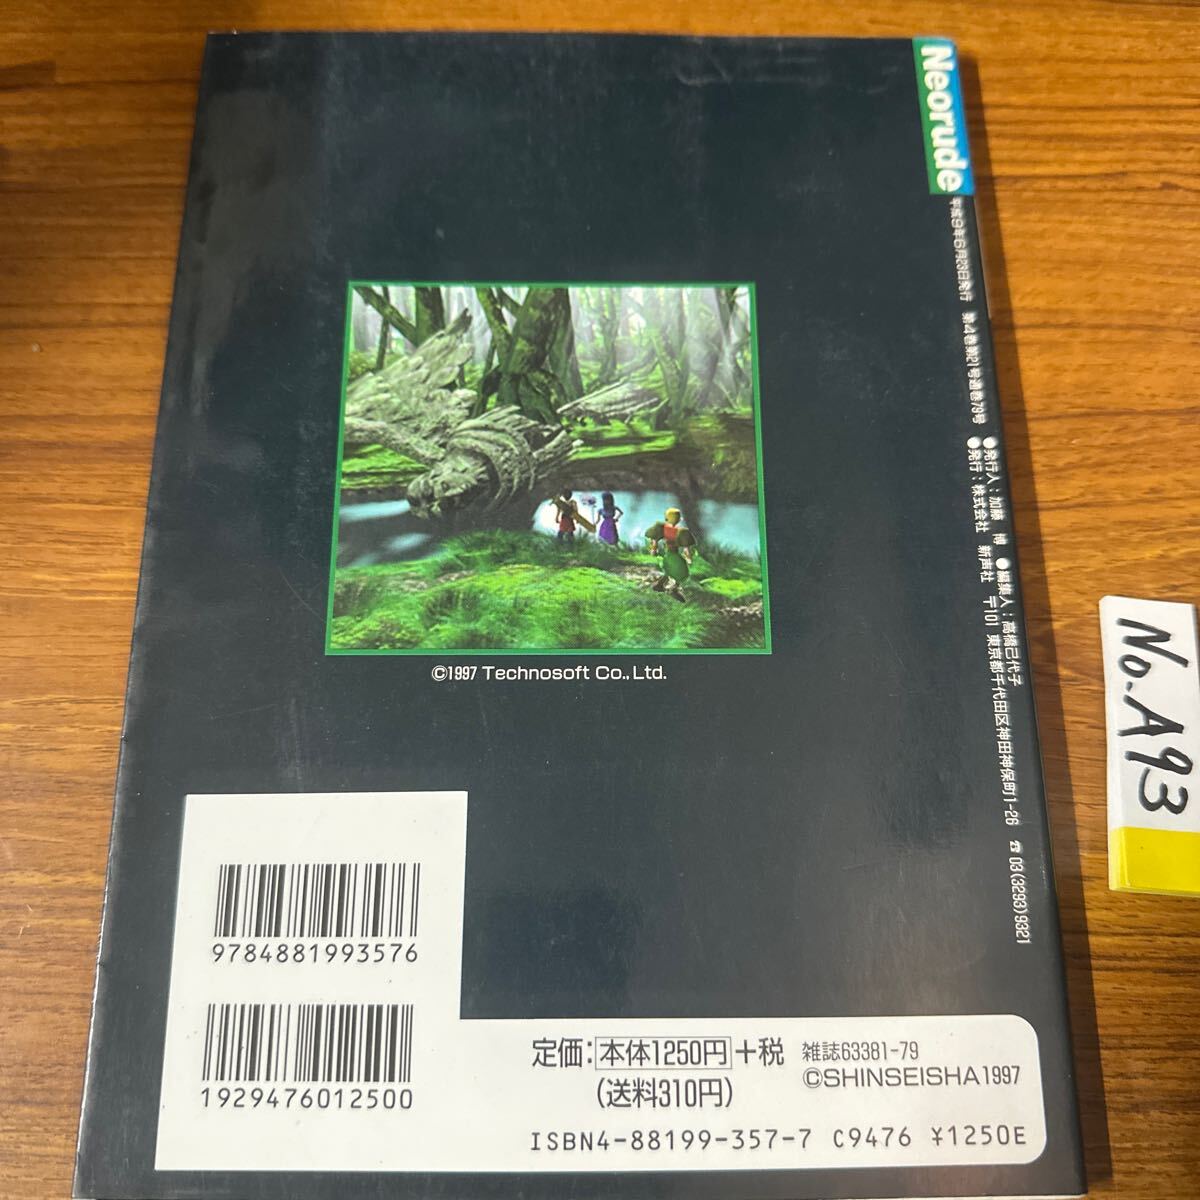 Neorude
平成9年6月23日発行 第4巻第21号通巻79号 ●発行人：加藤 博 ●編集人：高橋己代子
●発行：株式会社 新声社 〒101 東京都千代田区神田神保町1-26 ☎ 03(3293)9321
©1997 Technosoft Co., Ltd.
No. A93
9784881993576
1929476012500
定価：本体1250円+税
(送料310円)
雑誌63381-79
©SHINSEISHA1997
ISBN4-88199-357-7 C9476 ¥1250E